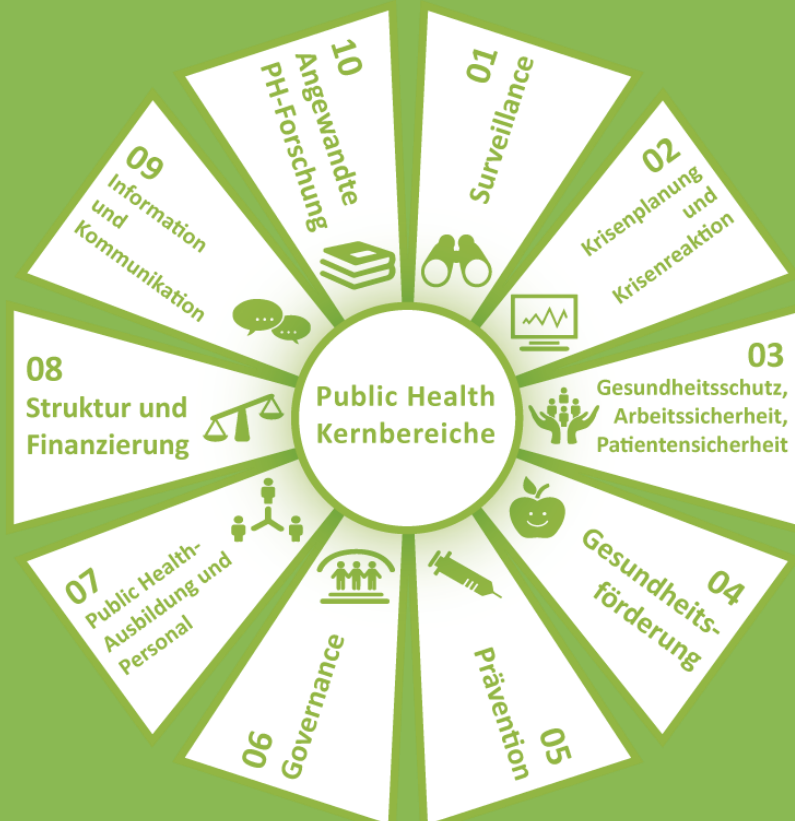 Public Health
Kernbereiche
01
Surveillance
02
Krisenplanung
und
Krisenreaktion
03
Gesundheitsschutz,
Arbeitssicherheit,
Patientensicherheit
04
Gesundheits-
förderung
05
Prävention
06
Governance
07
Public Health-
Ausbildung und
Personal
08
Struktur und
Finanzierung
09
Information
und
Kommunikation
10
Angewandte
PH-Forschung